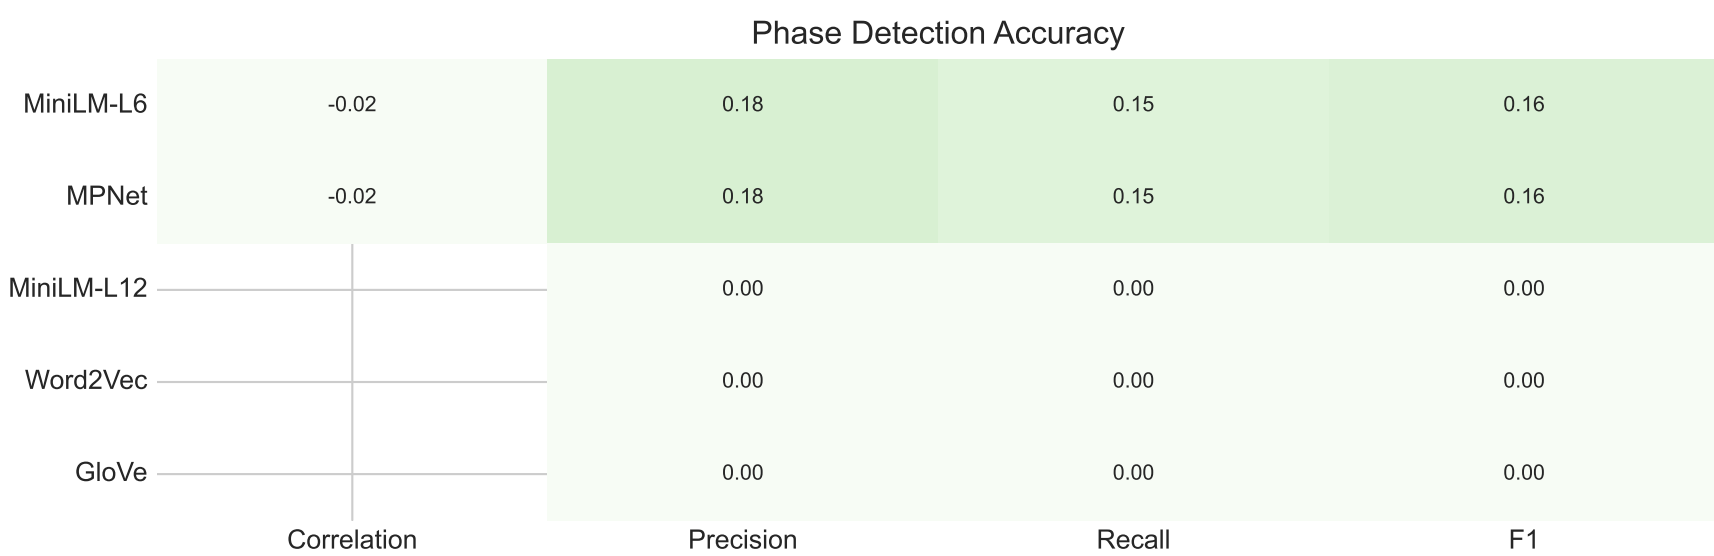 Phase Detection Accuracy
MiniLM-L6 -0.02 0.18 0.15 0.16
MPNet -0.02 0.18 0.15 0.16
MiniLM-L12 0.00 0.00 0.00
Word2Vec 0.00 0.00 0.00
GloVe 0.00 0.00 0.00
Correlation Precision Recall F1